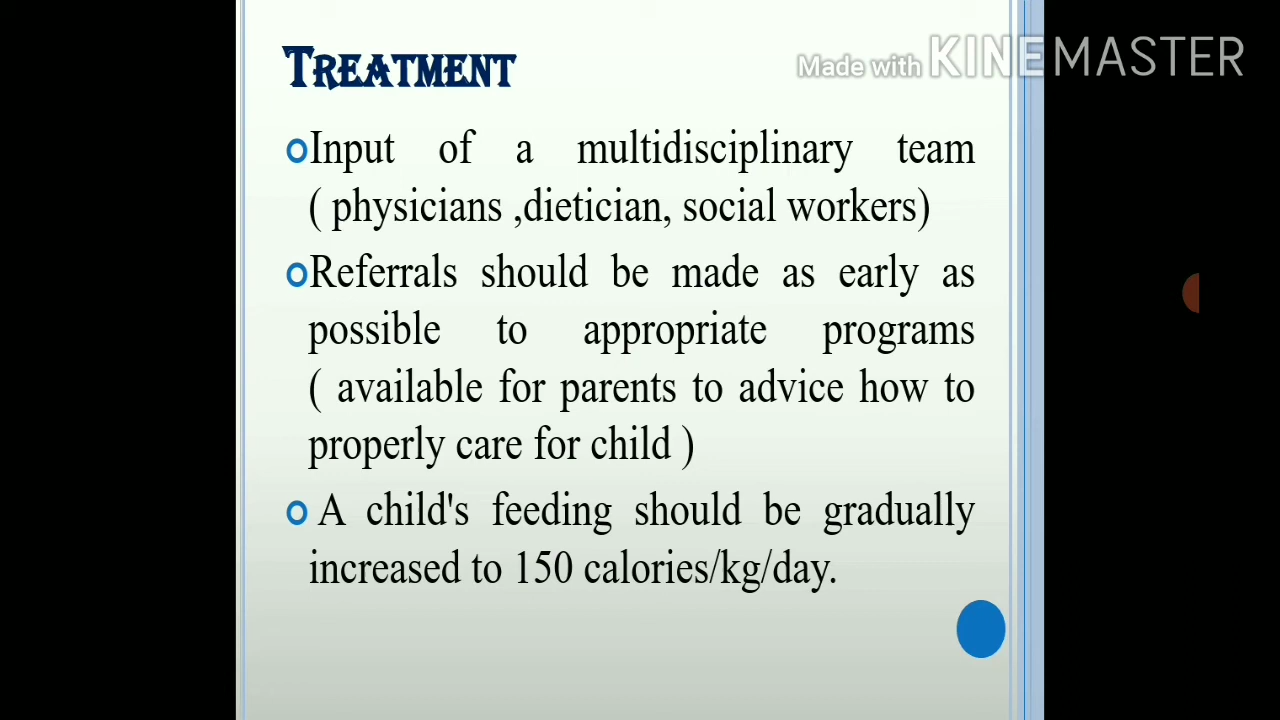 TREATMENT
Made with KINEMASTER
Input of a multidisciplinary team
( physicians ,dietician, social workers)
Referrals should be made as early as
possible to appropriate programs
( available for parents to advice how to
properly care for child )
A child's feeding should be gradually
increased to 150 calories/kg/day.